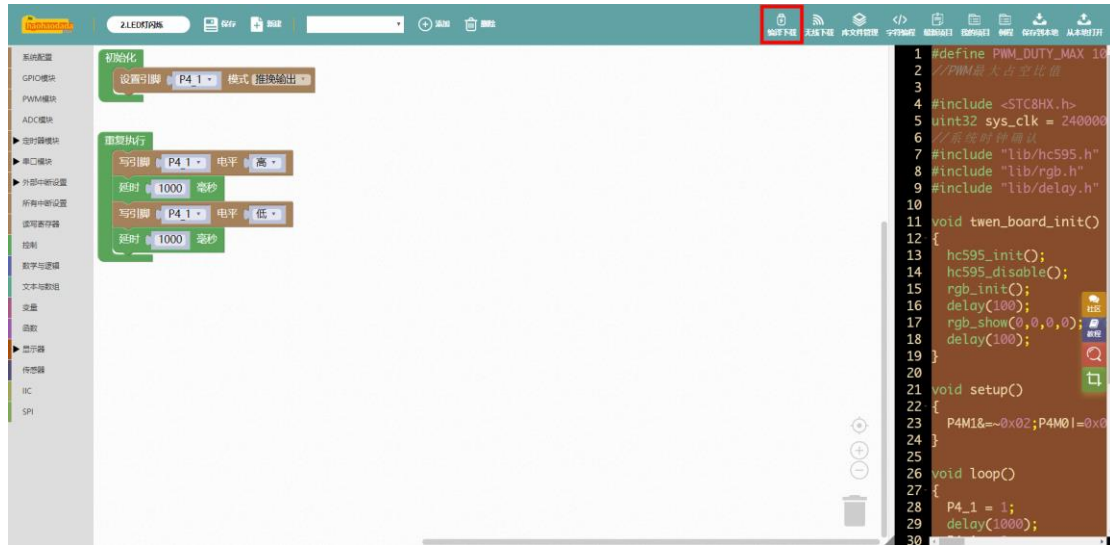 2.LED灯闪烁 保存 新建 添加 删除 编译下载 无线下载 库文件管理 字符编程 最新项目 我的项目 例程 保存到本地 从本地打开
系统配置
GPIO模块
PWM模块
ADC模块
定时器模块
串口模块
外部中断设置
所有中断设置
读写寄存器
控制
数学与逻辑
文本与数组
变量
函数
显示器
传感器
IIC
SPI
初始化
设置引脚 P4_1 模式 推挽输出
重复执行
写引脚 P4_1 电平 高
延时 1000 毫秒
写引脚 P4_1 电平 低
延时 1000 毫秒
1 #define PWM_DUTY_MAX 10
2 //PWM最大占空比值
3
4 #include <STC8HX.h>
5 uint32 sys_clk = 240000
6 //系统时钟确认
7 #include "lib/hc595.h"
8 #include "lib/rgb.h"
9 #include "lib/delay.h"
10
11 void twen_board_init()
12 {
13 hc595_init();
14 hc595_disable();
15 rgb_init();
16 delay(100);
17 rgb_show(0,0,0,0);
18 delay(100);
19 }
20
21 void setup()
22 {
23 P4M1&=~0x02;P4M0|=0x0
24 }
25
26 void loop()
27 {
28 P4_1 = 1;
29 delay(1000);
30
社区
教程